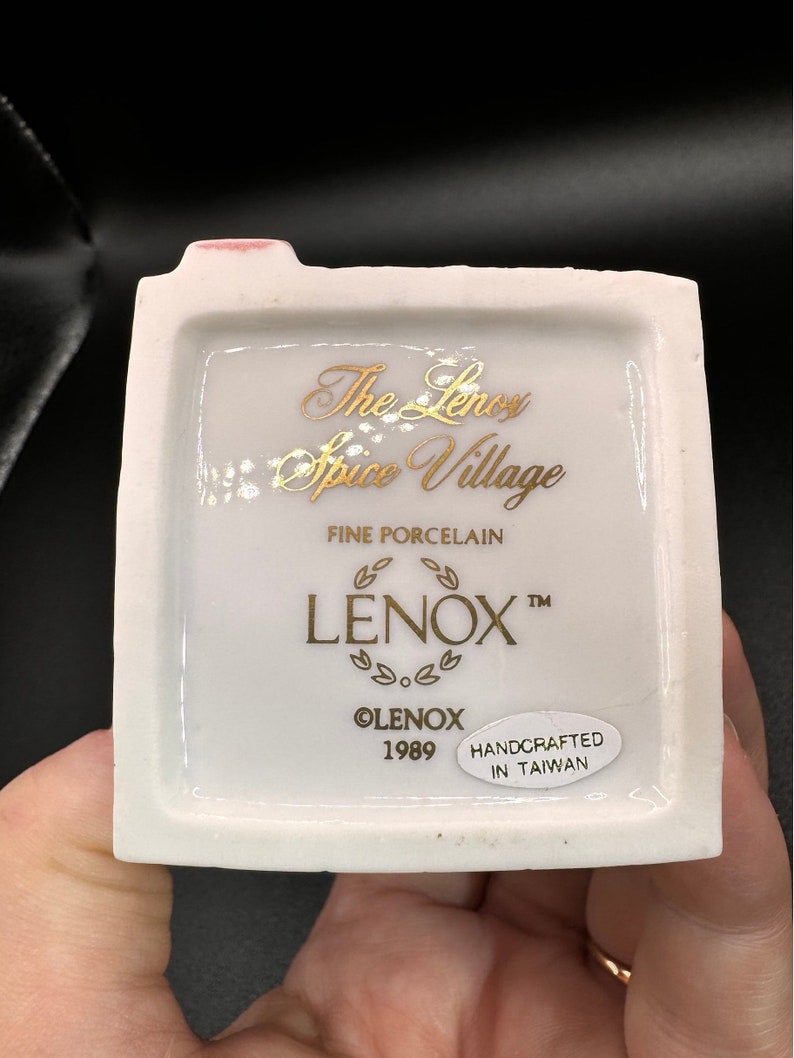 The Lenox
Spice Village
FINE PORCELAIN
LENOX™
©LENOX
1989
HANDCRAFTED
IN TAIWAN